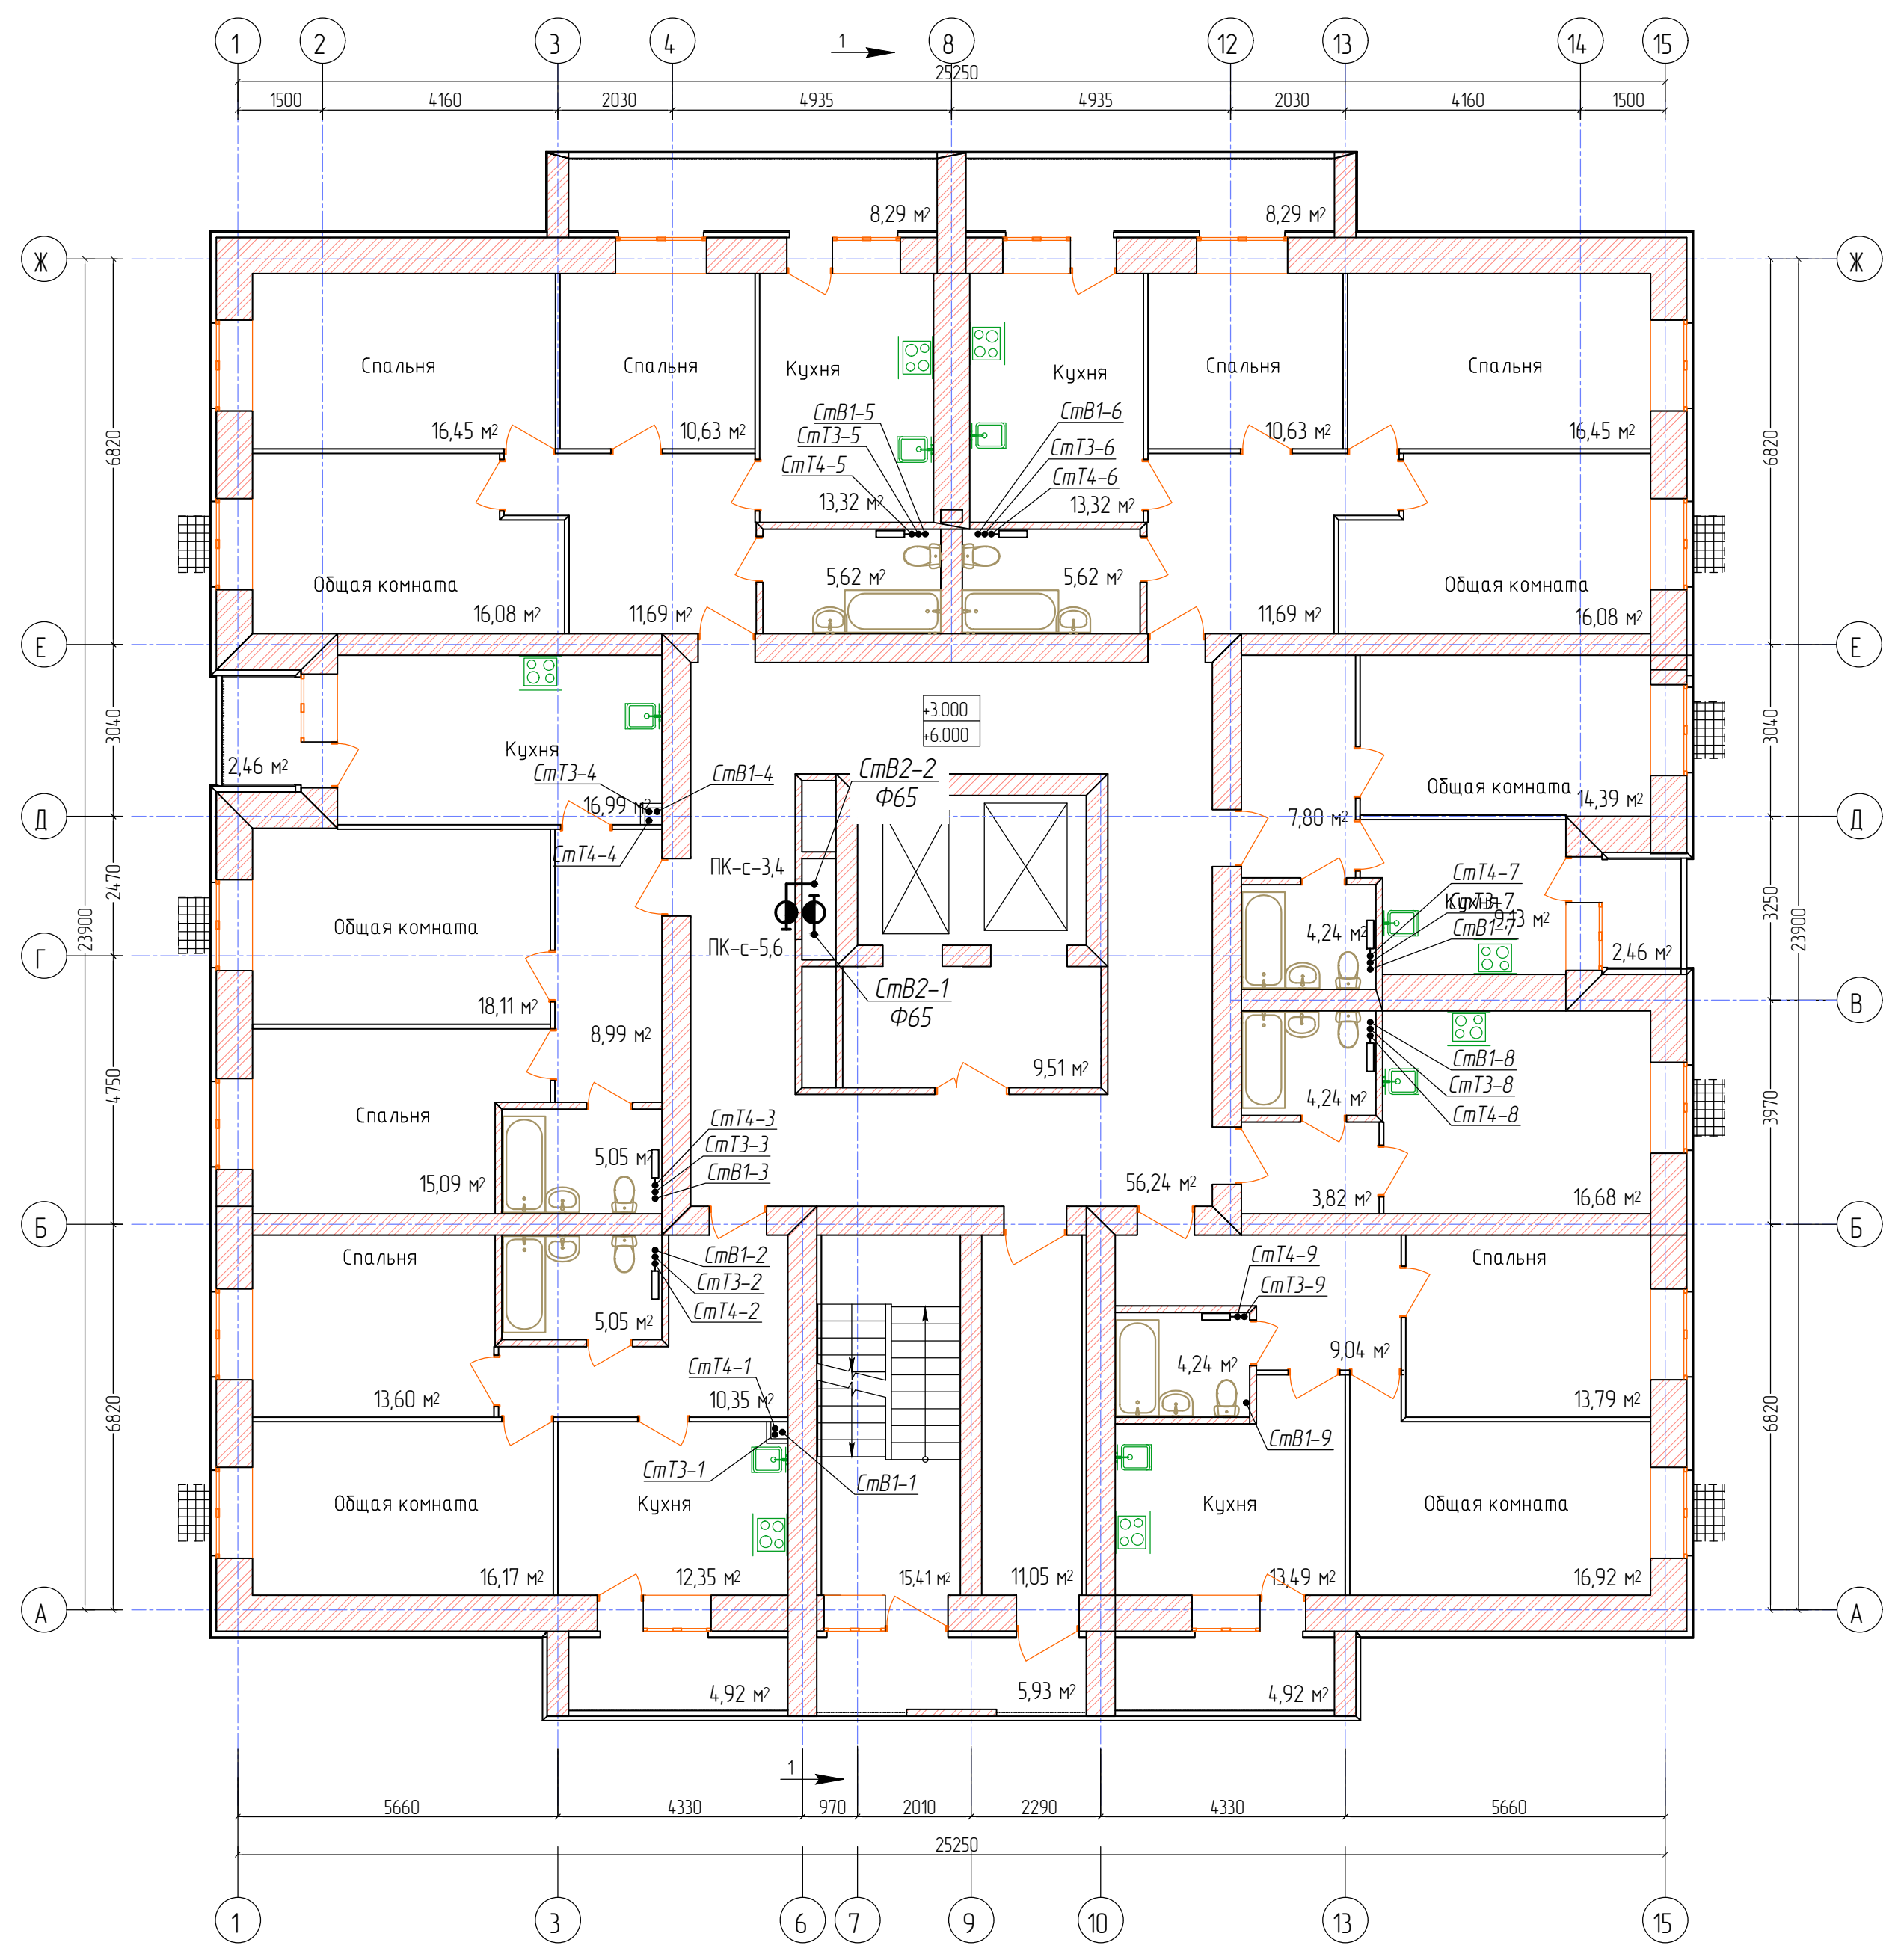 1 2 3 4 8 12 13 14 15
1
25250
1500 4160 2030 4935 4935 2030 4160 1500
8,29 м2 8,29 м2
Ж Ж
Спальня Спальня Кухня Кухня Спальня Спальня
СтВ1-5 СтВ1-6
16,45 м2 10,63 м2 СтТ3-5 СтТ3-6 10,63 м2 16,45 м2
6820 6820
СтТ4-5 СтТ4-6
13,32 м2 13,32 м2
Общая комната 5,62 м2 5,62 м2 Общая комната
16,08 м2 11,69 м2 11,69 м2 16,08 м2
Е Е
+3.000
3040 +6.000 3040
Кухня
2,46 м2 СтТ3-4 СтВ1-4 СтВ2-2 Общая комната
16,99 м2 Ф65 14,39 м2
Д 7,80 м2 Д
СтТ4-4
2470 ПК-с-3,4 СтТ4-7 3250
23900 Кухня СтТ3-7 23900
Общая комната 4,24 м2 СтВ1-7 9,13 м2
Г ПК-с-5,6 2,46 м2
18,11 м2 СтВ2-1 В
8,99 м2 Ф65
4750 9,51 м2 СтВ1-8
СтТ3-8
Спальня 4,24 м2 СтТ4-8 3970
СтТ4-3
5,05 м2 СтТ3-3
15,09 м2 СтВ1-3 56,24 м2 3,82 м2 16,68 м2
Б Б
Спальня СтВ1-2 СтТ4-9 Спальня
СтТ3-2 СтТ3-9
5,05 м2 СтТ4-2
СтТ4-1 4,24 м2 9,04 м2
13,60 м2 10,35 м2 13,79 м2
6820 6820
СтВ1-9
СтТ3-1 СтВ1-1
Общая комната Кухня Кухня Общая комната
16,17 м2 12,35 м2 15,41 м2 11,05 м2 13,49 м2 16,92 м2
А А
4,92 м2 5,93 м2 4,92 м2
1
5660 4330 970 2010 2290 4330 5660
25250
1 3 6 7 9 10 13 15